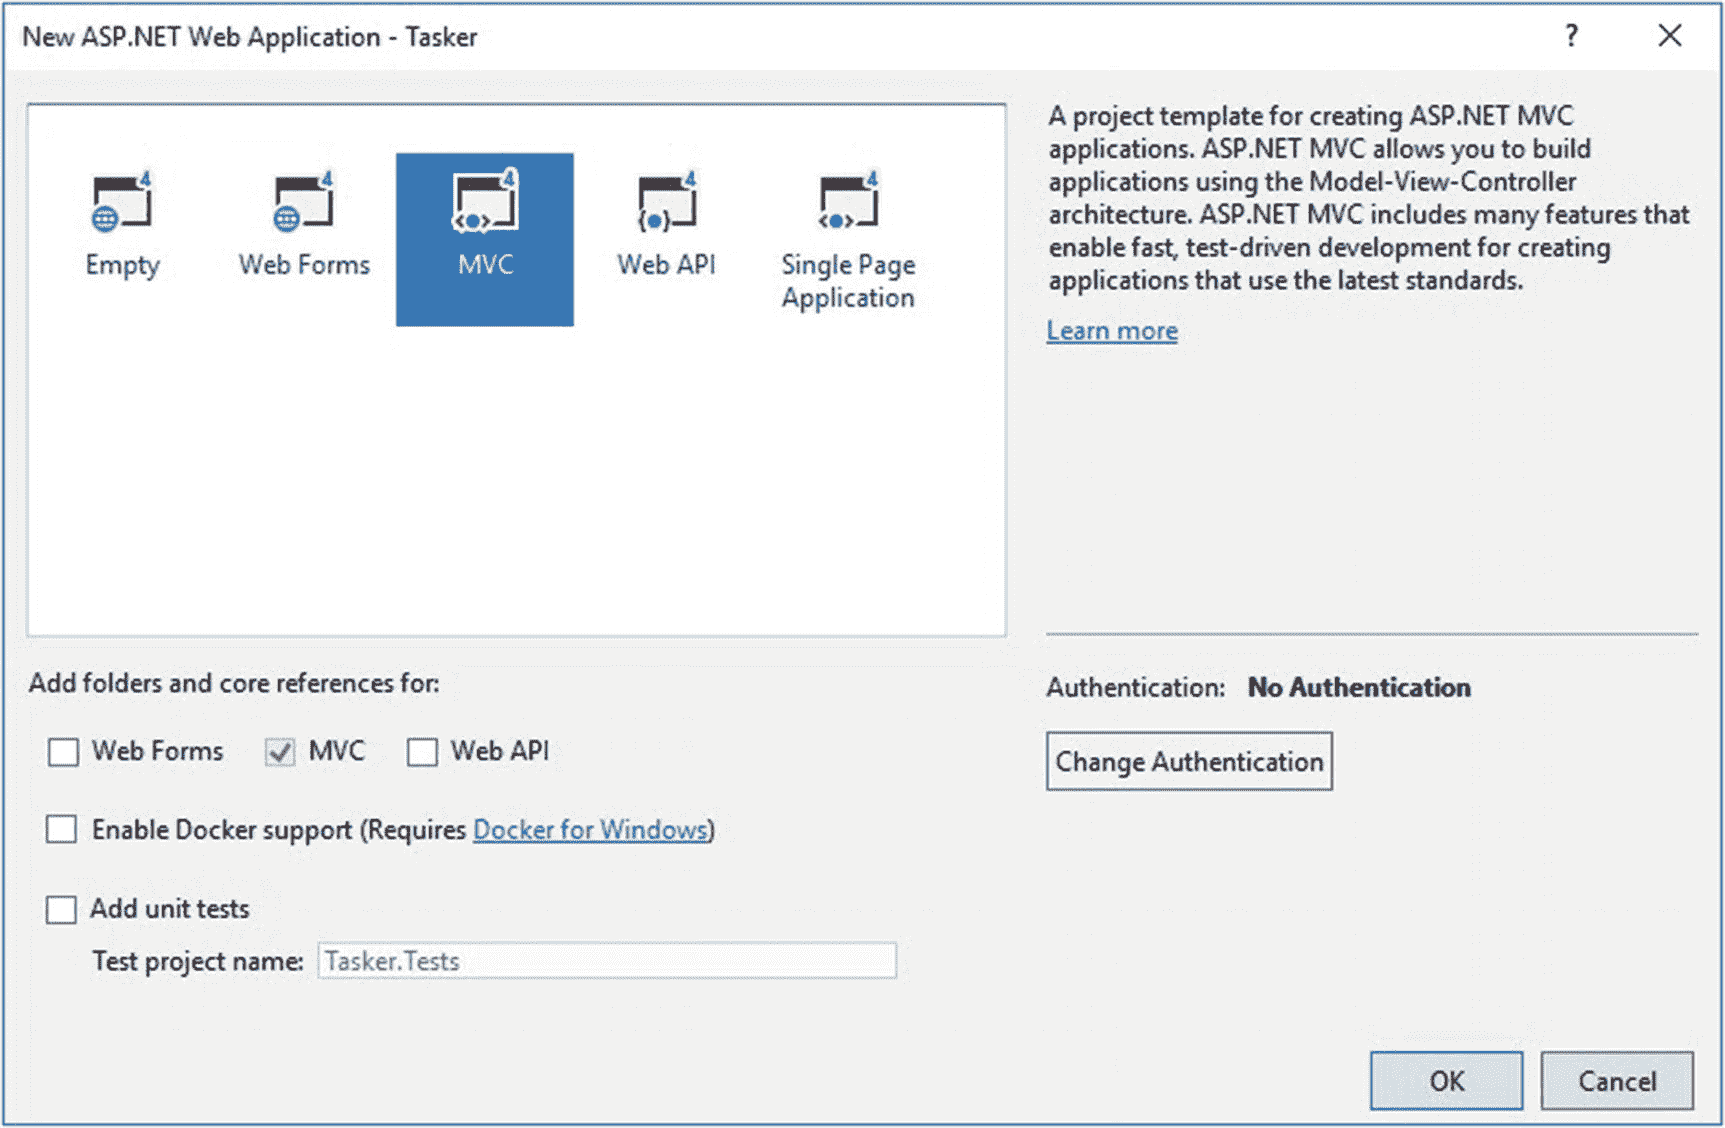 New ASP.NET Web Application - Tasker
?
4 4 4 4 4
Empty Web Forms MVC Web API Single Page
Application
A project template for creating ASP.NET MVC
applications. ASP.NET MVC allows you to build
applications using the Model-View-Controller
architecture. ASP.NET MVC includes many features that
enable fast, test-driven development for creating
applications that use the latest standards.
Learn more
Add folders and core references for:
Web Forms MVC Web API
Enable Docker support (Requires Docker for Windows)
Add unit tests
Test project name: Tasker.Tests
Authentication: No Authentication
Change Authentication
OK Cancel